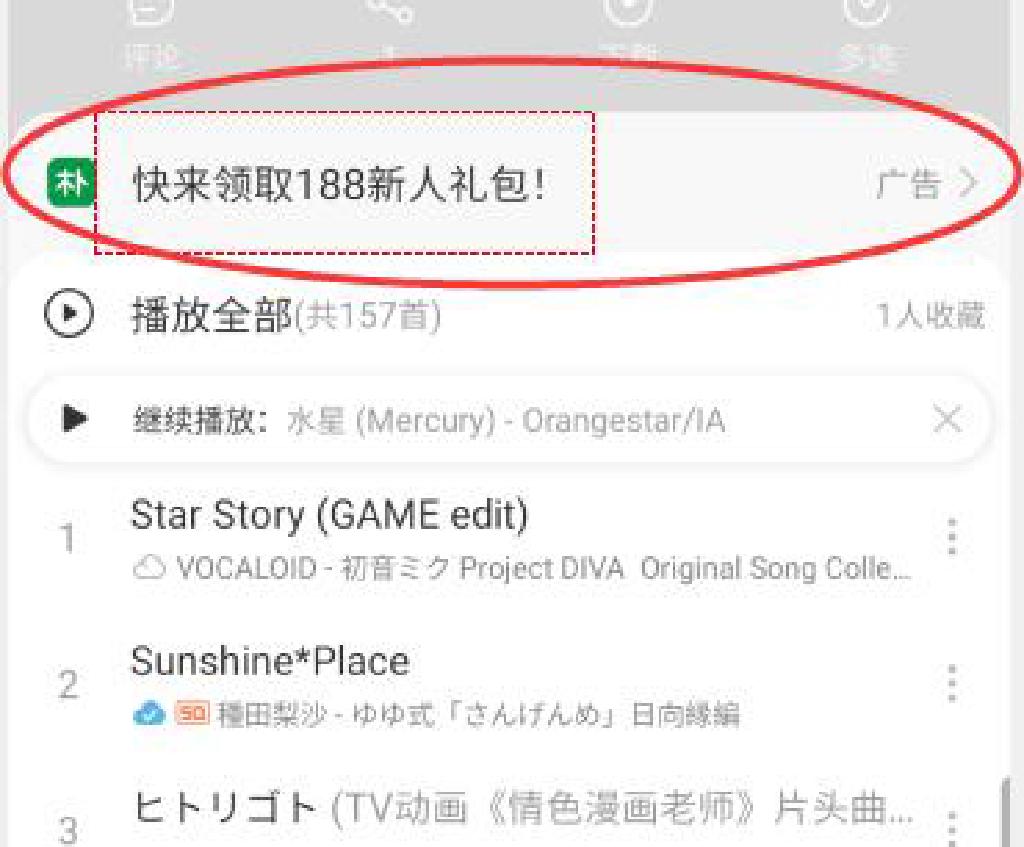 评论 1 下载 多选
朴 快来领取188新人礼包! 广告
播放全部(共157首) 1人收藏
继续播放：水星 (Mercury) - Orangestar/IA
1 Star Story (GAME edit)
VOCALOID - 初音ミク Project DIVA Original Song Colle...
2 Sunshine*Place
SQ 種田梨沙 - ゆゆ式「さんげんめ」日向縁編
3 ヒトリゴト (TV动画《情色漫画老师》片头曲...